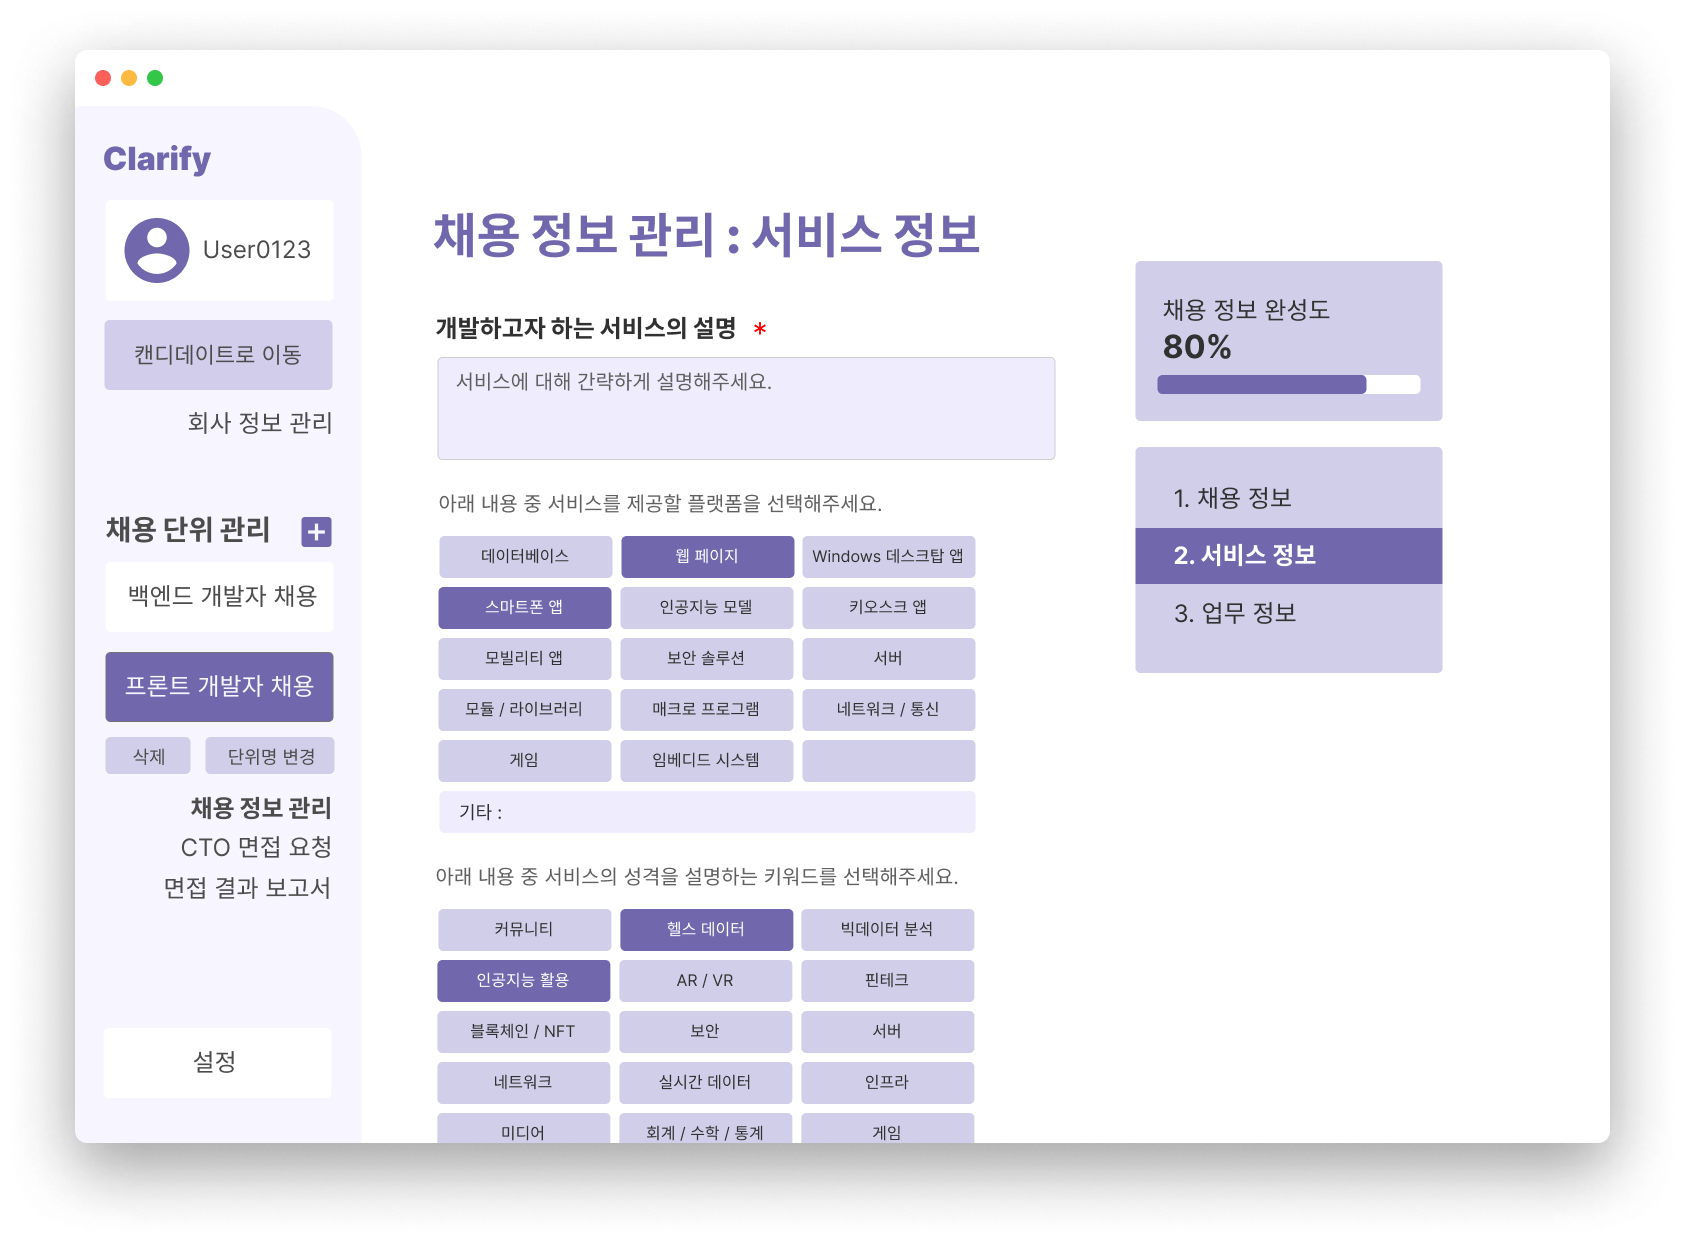 Clarify
User0123
캔디데이트로 이동
회사 정보 관리
채용 단위 관리
백엔드 개발자 채용
프론트 개발자 채용
삭제
단위명 변경
채용 정보 관리
CTO 면접 요청
면접 결과 보고서
설정
채용 정보 관리 : 서비스 정보
개발하고자 하는 서비스의 설명 *
서비스에 대해 간략하게 설명해주세요.
아래 내용 중 서비스를 제공할 플랫폼을 선택해주세요.
데이터베이스 웹 페이지 Windows 데스크탑 앱
스마트폰 앱 인공지능 모델 키오스크 앱
모빌리티 앱 보안 솔루션 서버
모듈 / 라이브러리 매크로 프로그램 네트워크 / 통신
게임 임베디드 시스템
기타 :
아래 내용 중 서비스의 성격을 설명하는 키워드를 선택해주세요.
커뮤니티 헬스 데이터 빅데이터 분석
인공지능 활용 AR / VR 핀테크
블록체인 / NFT 보안 서버
네트워크 실시간 데이터 인프라
미디어 회계 / 수학 / 통계 게임
채용 정보 완성도
80%
1. 채용 정보
2. 서비스 정보
3. 업무 정보